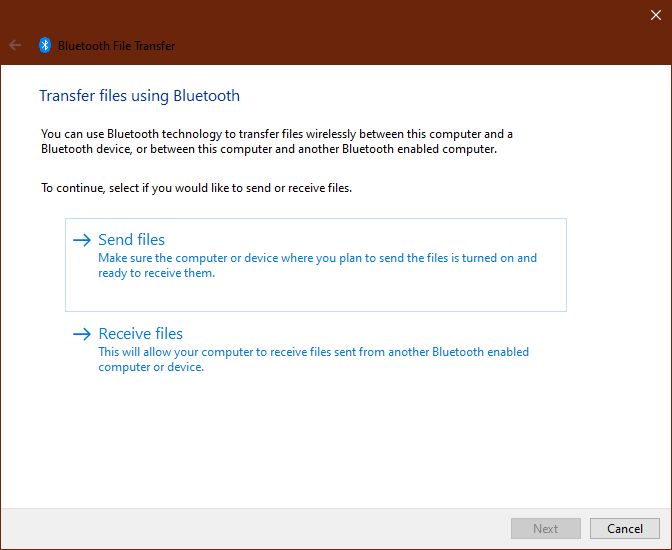 Bluetooth File Transfer
Transfer files using Bluetooth
You can use Bluetooth technology to transfer files wirelessly between this computer and a
Bluetooth device, or between this computer and another Bluetooth enabled computer.
To continue, select if you would like to send or receive files.
Send files
Make sure the computer or device where you plan to send the files is turned on and
ready to receive them.
Receive files
This will allow your computer to receive files sent from another Bluetooth enabled
computer or device.
Next
Cancel